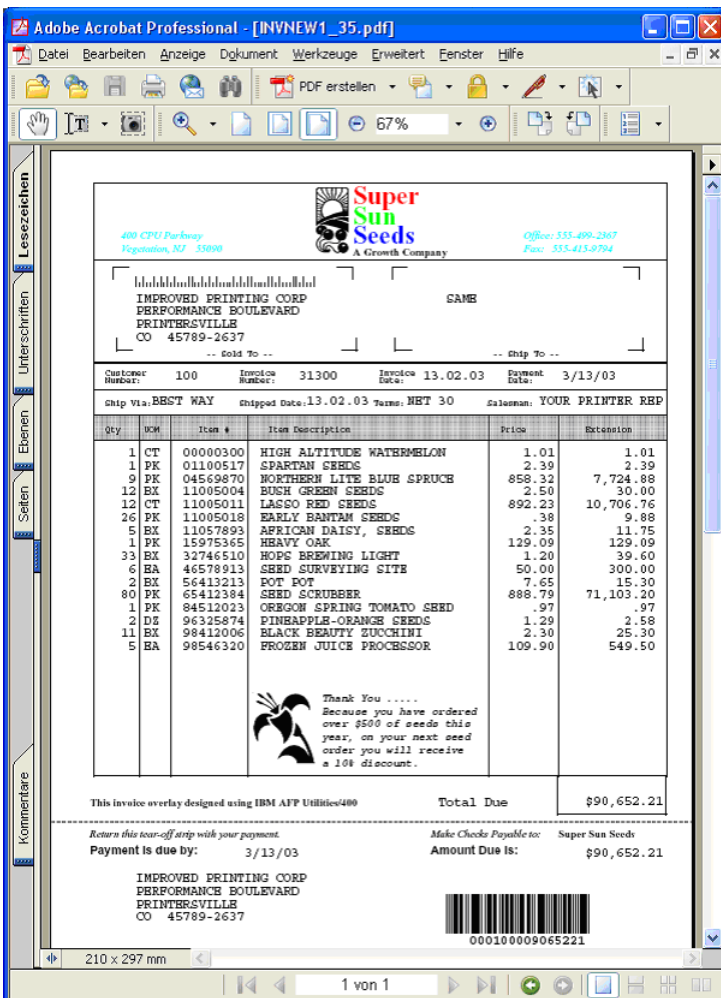 Adobe Acrobat Professional - [INVNEW1_35.pdf]
Datei Bearbeiten Anzeige Dokument Werkzeuge Erweitert Fenster Hilfe
PDF erstellen
67%
Lesezeichen
Unterschriften
Ebenen
Seiten
Kommentare
Super
Sun
Seeds
A Growth Company
400 CPU Parkway
Vegetation, NJ 55090
Office: 555-499-2367
Fax: 555-415-9794
IMPROVED PRINTING CORP
PERFORMANCE BOULEVARD
PRINTERSVILLE
CO 45789-2637
-- Sold To --
SAME
-- Ship To --
Customer Number: 100 Invoice Number: 31300 Invoice Date: 13.02.03 Payment Date: 3/13/03
Ship Via: BEST WAY Shipped Date: 13.02.03 Terms: NET 30 Salesman: YOUR PRINTER REP
Qty UOM Item # Item Description Price Extension
1 CT 00000300 HIGH ALTITUDE WATERMELON 1.01 1.01
1 PK 01100517 SPARTAN SEEDS 2.39 2.39
9 PK 04569870 NORTHERN LITE BLUE SPRUCE 858.32 7,724.88
12 BX 11005004 BUSH GREEN SEEDS 2.50 30.00
12 CT 11005011 LASSO RED SEEDS 892.23 10,706.76
26 PK 11005018 EARLY BANTAM SEEDS .38 9.88
5 BX 11057893 AFRICAN DAISY, SEEDS 2.35 11.75
1 PK 15975365 HEAVY OAK 129.09 129.09
33 BX 32746510 HOPS BREWING LIGHT 1.20 39.60
6 EA 46578913 SEED SURVEYING SITE 50.00 300.00
2 BX 56413213 POT POT 7.65 15.30
80 PK 65412384 SEED SCRUBBER 888.79 71,103.20
1 PK 84512023 OREGON SPRING TOMATO SEED .97 .97
2 DZ 96325874 PINEAPPLE-ORANGE SEEDS 1.29 2.58
11 BX 98412006 BLACK BEAUTY ZUCCHINI 2.30 25.30
5 EA 98546320 FROZEN JUICE PROCESSOR 109.90 549.50
Thank You .....
Because you have ordered
over $500 of seeds this
year, on your next seed
order you will receive
a 10% discount.
This invoice overlay designed using IBM AFP Utilities/400 Total Due $90,652.21
Return this tear-off strip with your payment. Make Checks Payable to: Super Sun Seeds
Payment is due by: 3/13/03 Amount Due Is: $90,652.21
IMPROVED PRINTING CORP
PERFORMANCE BOULEVARD
PRINTERSVILLE
CO 45789-2637
000100009065221
210 x 297 mm
1 von 1